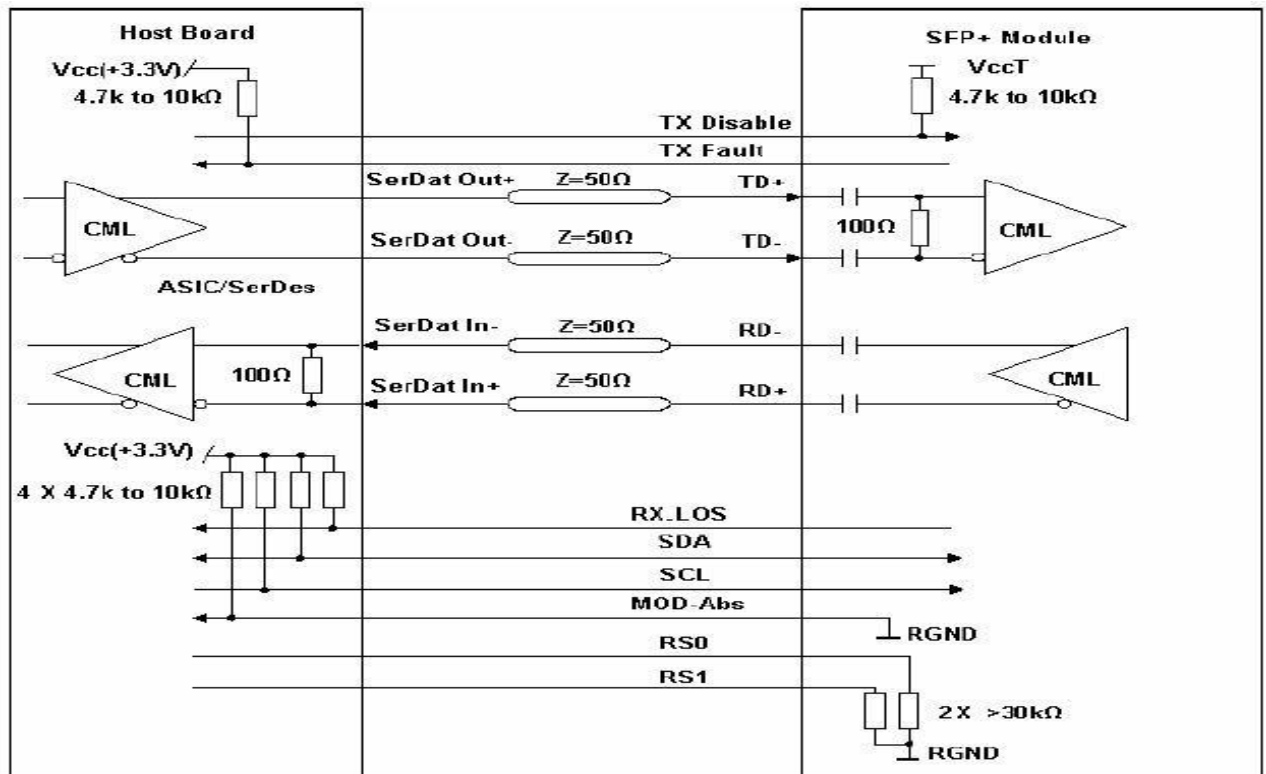 Host Board
SFP+ Module
Vcc(+3.3V)
VccT
4.7k to 10kΩ
4.7k to 10kΩ
TX Disable
TX Fault
SerDat Out+
Z=50Ω
TD+
CML
100Ω
CML
SerDat Out-
Z=50Ω
TD-
ASIC/SerDes
SerDat In-
Z=50Ω
RD-
CML
100Ω
SerDat In+
Z=50Ω
RD+
CML
Vcc(+3.3V)
4 X 4.7k to 10kΩ
RX_LOS
SDA
SCL
MOD-Abs
RGND
RS0
RS1
2X >30kΩ
RGND